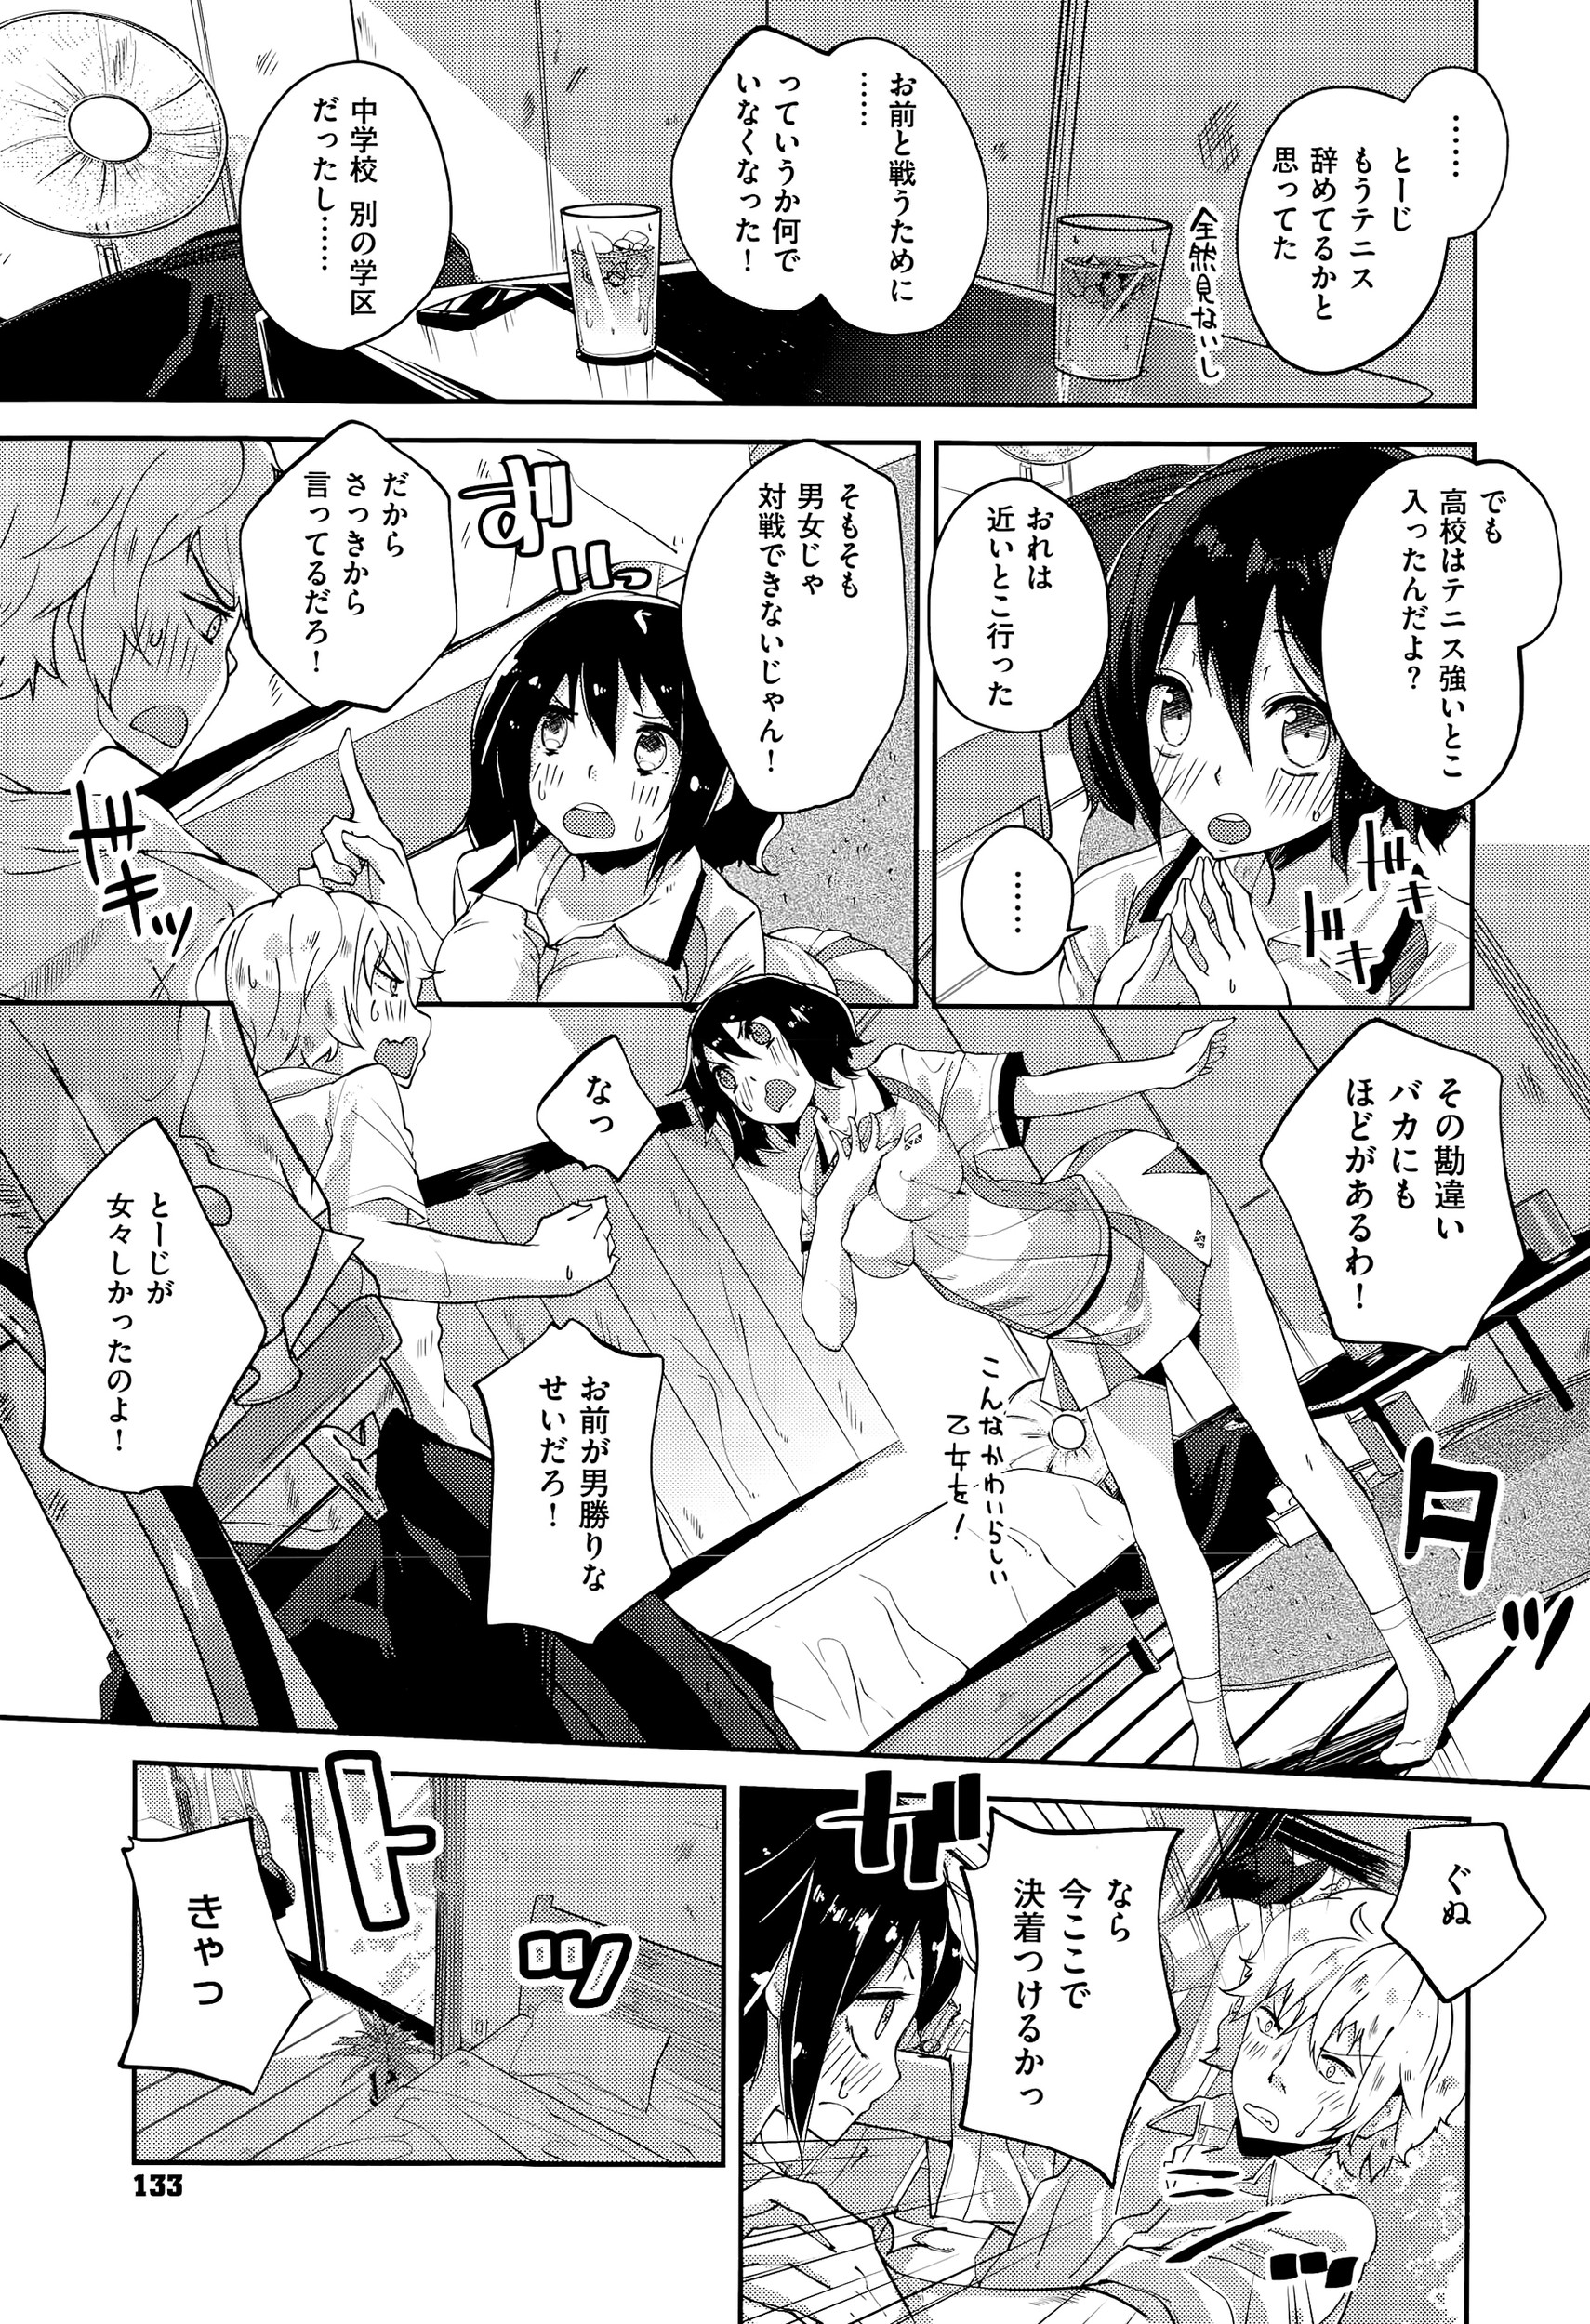 ……
とーじ
もうテニス
辞めてるかと
思ってた
全然見ないし
お前と戦うために
……
っていうか何で
いなくなった！
中学校 別の学区
だったし……
でも
高校はテニス強いとこ
入ったんだよ？
おれは
近いとこ行った
……
ドキ
ドキ
そもそも
男女じゃ
対戦できないじゃん！
ずいっ
だから
さっきから
言ってるだろ！
ドキッ
その勘違い
バカにも
ほどがあるわ！
なっ
こんなかわいらしい
乙女を！
タ
ッ
お前が男勝りな
せいだろ！
とーじが
女々しかったのよ！
ぐぬ
なら
今ここで
決着つけるかっ
ガ
ドッ
きゃっ
133